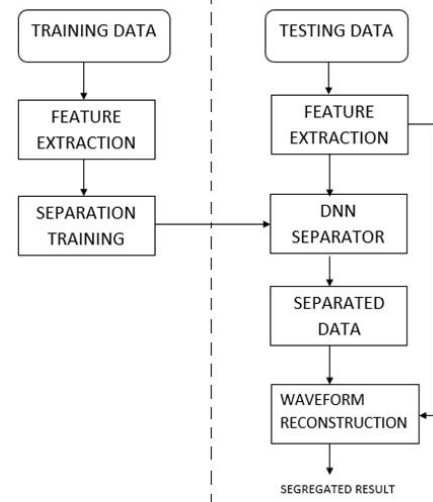 TRAINING DATA
FEATURE
EXTRACTION
SEPARATION
TRAINING
TESTING DATA
FEATURE
EXTRACTION
DNN
SEPARATOR
SEPARATED
DATA
WAVEFORM
RECONSTRUCTION
SEGREGATED RESULT